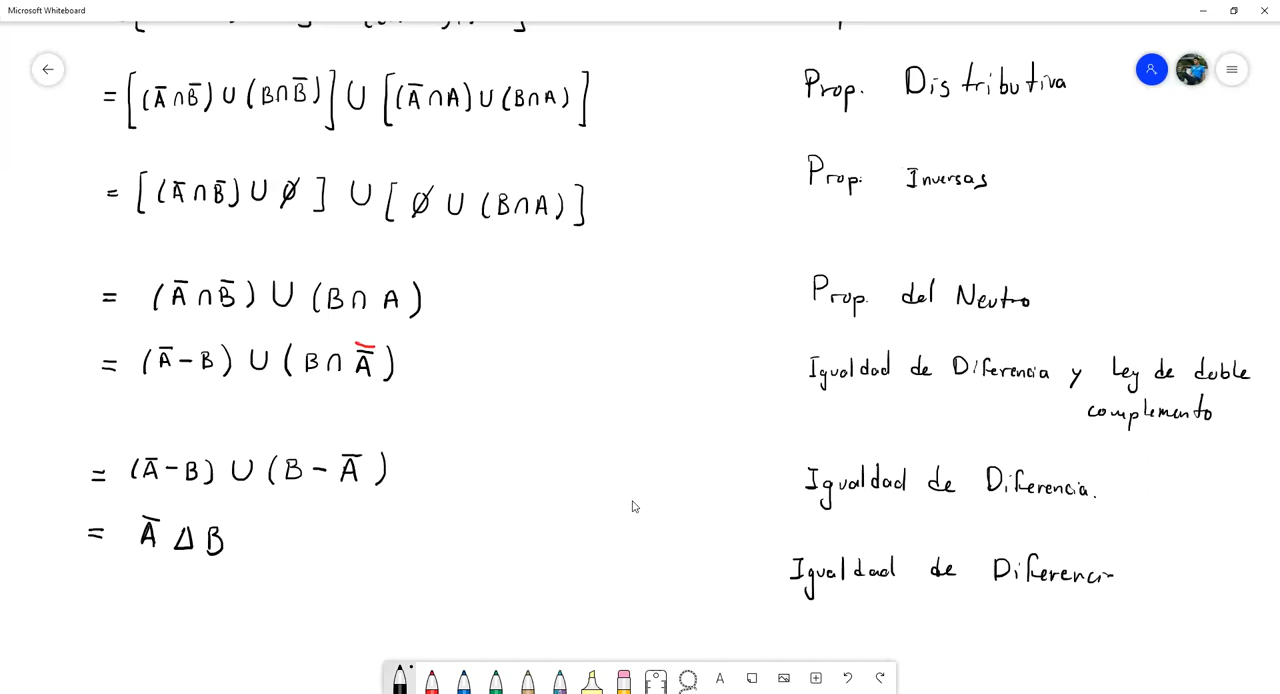 Microsoft Whiteboard
= [(A̅ ∩ B̅) ∪ (B ∩ B̅)] ∪ [(A̅ ∩ A) ∪ (B ∩ A)] Prop. Distributiva
= [(A̅ ∩ B̅) ∪ ∅] ∪ [∅ ∪ (B ∩ A)] Prop. Inversas
= (A̅ ∩ B̅) ∪ (B ∩ A) Prop. del Neutro
= (A̅ - B) ∪ (B ∩ A̿) Igualdad de Diferencia y Ley de doble
complemento
= (A̅ - B) ∪ (B - A̅) Igualdad de Diferencia.
= A̅ Δ B
Igualdad de Diferenci